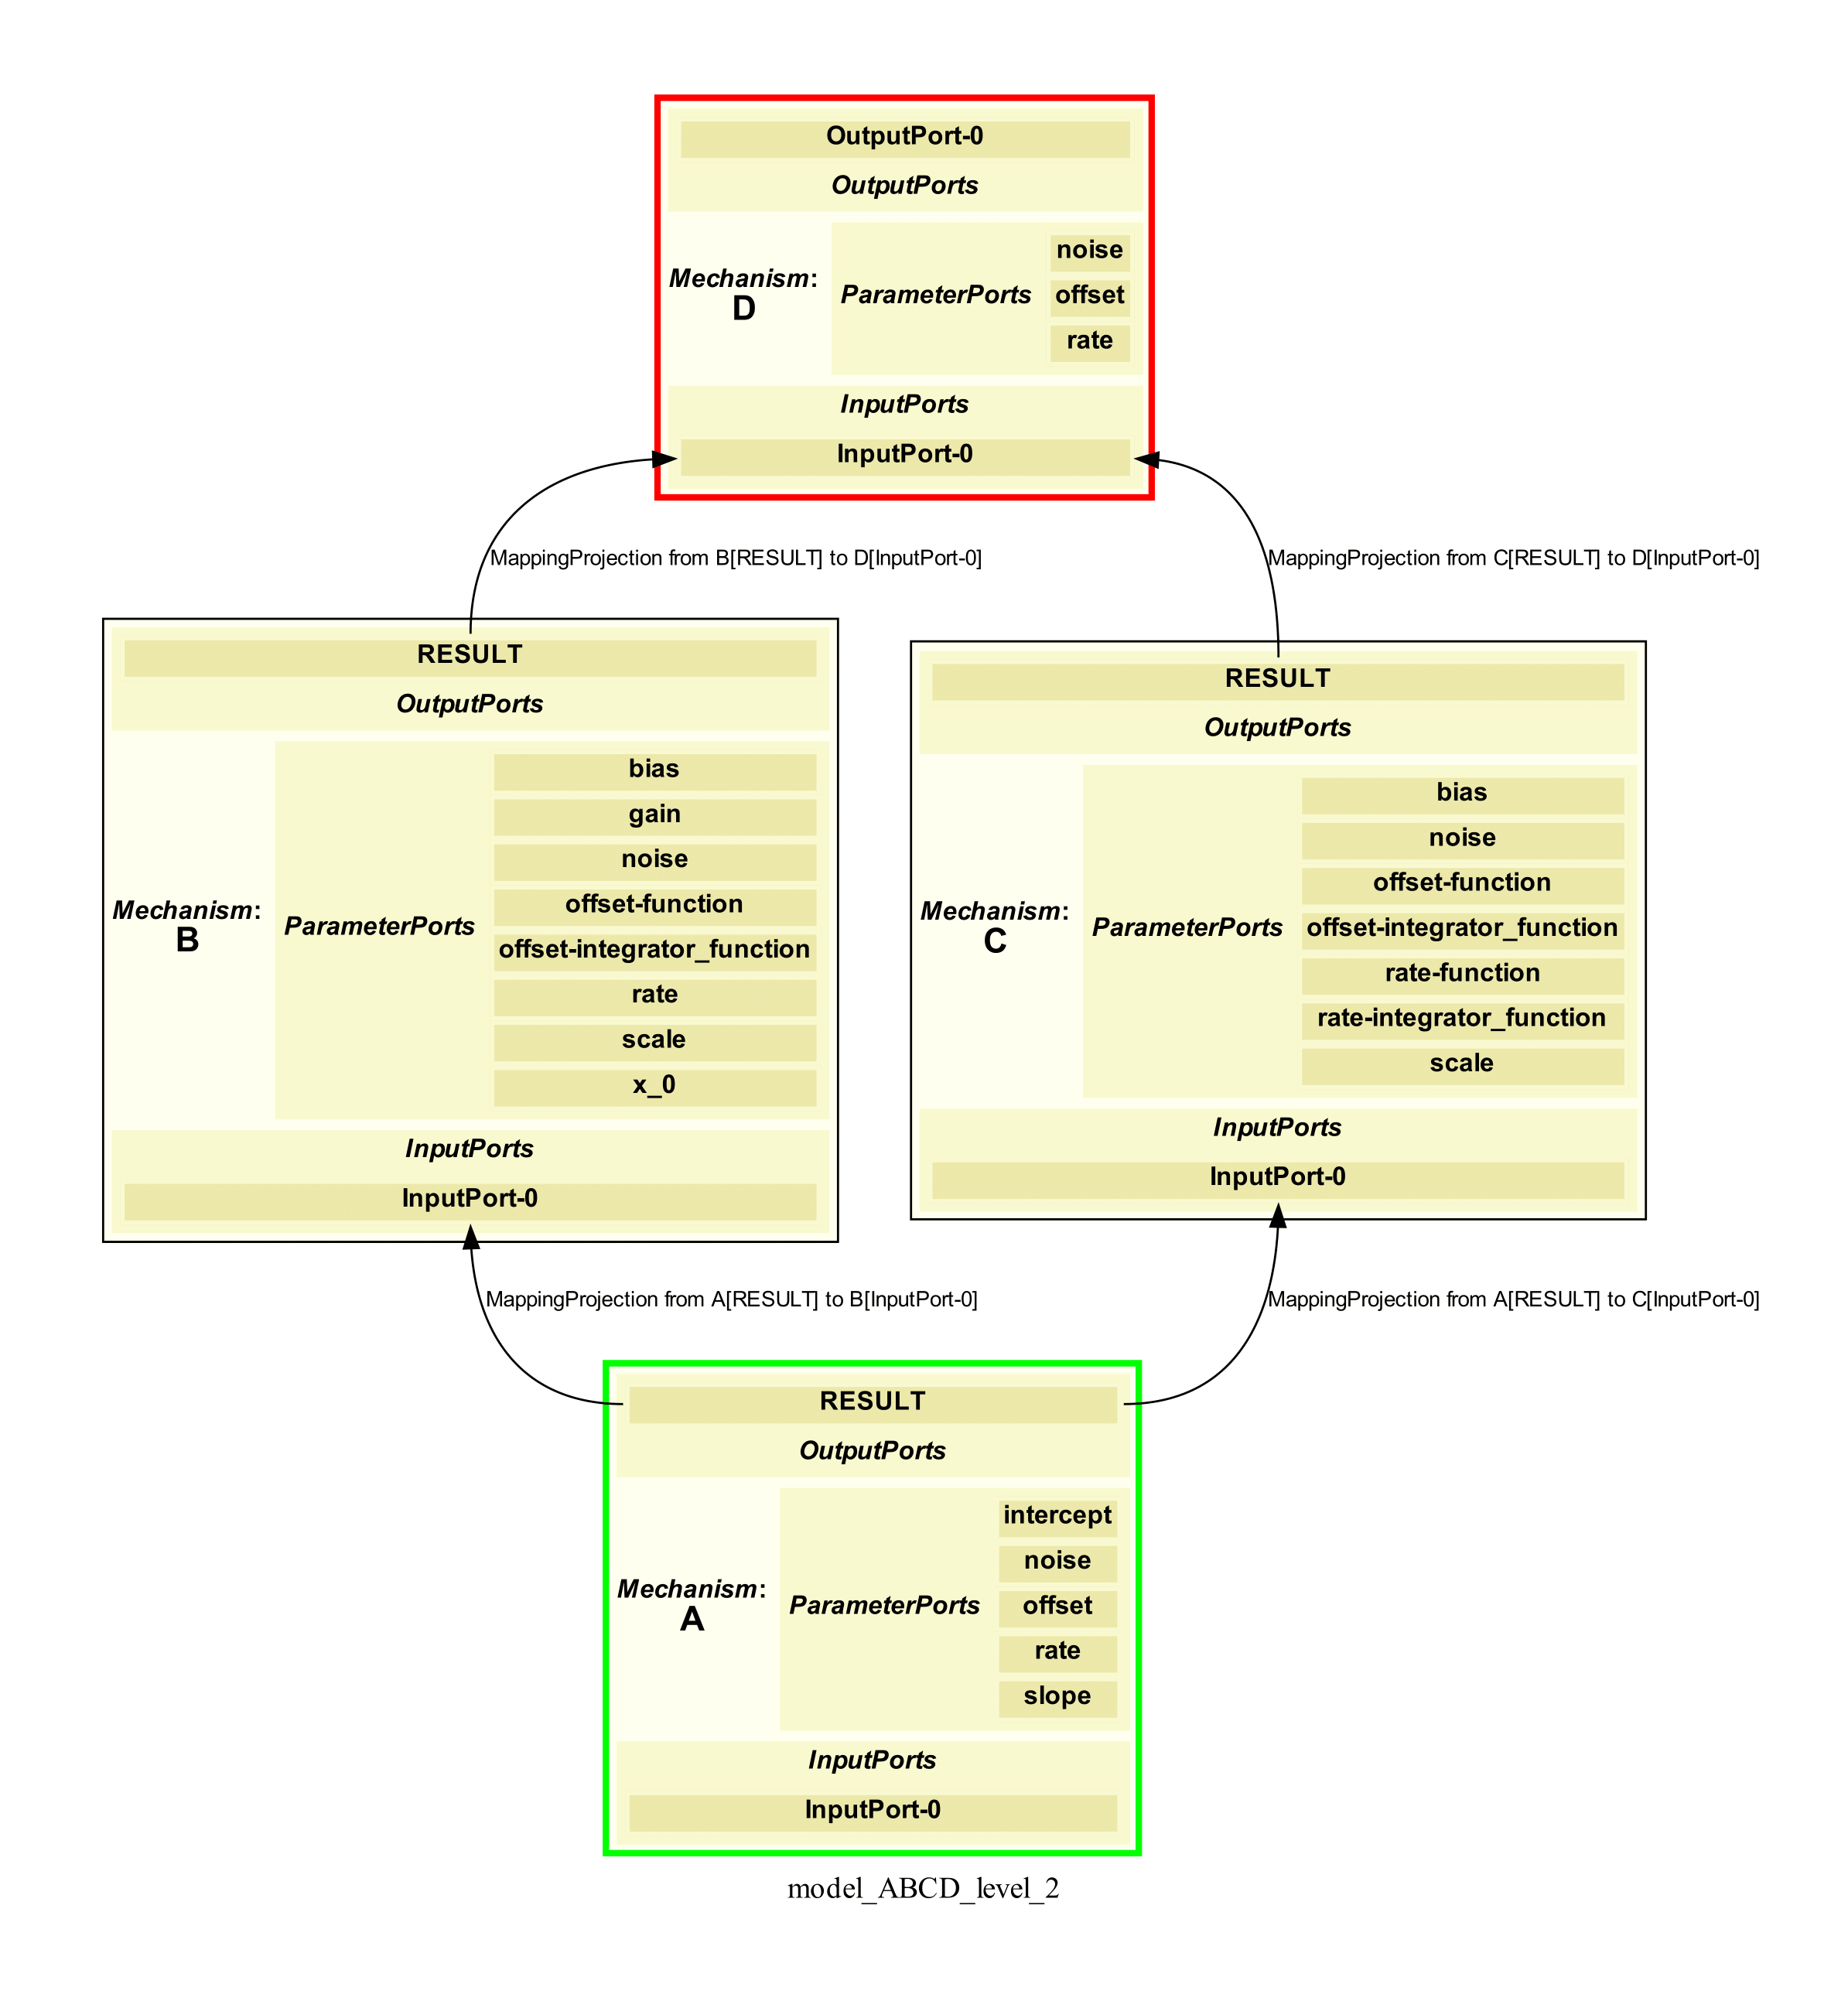 OutputPort-0
OutputPorts
Mechanism:
D
ParameterPorts
noise
offset
rate
InputPorts
InputPort-0
MappingProjection from B[RESULT] to D[InputPort-0]
MappingProjection from C[RESULT] to D[InputPort-0]
RESULT
OutputPorts
Mechanism:
B
ParameterPorts
bias
gain
noise
offset-function
offset-integrator_function
rate
scale
x_0
InputPorts
InputPort-0
RESULT
OutputPorts
Mechanism:
C
ParameterPorts
bias
noise
offset-function
offset-integrator_function
rate-function
rate-integrator_function
scale
InputPorts
InputPort-0
MappingProjection from A[RESULT] to B[InputPort-0]
MappingProjection from A[RESULT] to C[InputPort-0]
RESULT
OutputPorts
Mechanism:
A
ParameterPorts
intercept
noise
offset
rate
slope
InputPorts
InputPort-0
model_ABCD_level_2